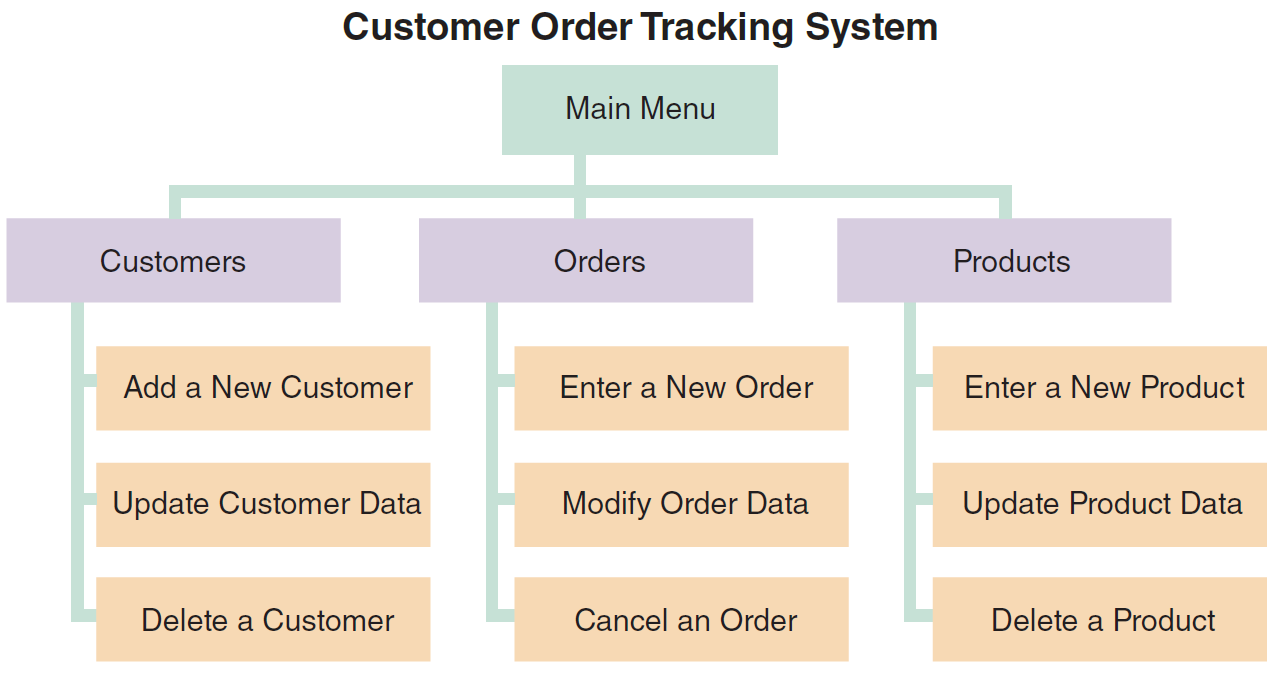 Customer Order Tracking System
Main Menu
Customers
Orders
Products
Add a New Customer
Enter a New Order
Enter a New Product
Update Customer Data
Modify Order Data
Update Product Data
Delete a Customer
Cancel an Order
Delete a Product